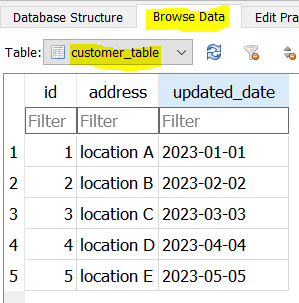 Database Structure Browse Data Edit Pra
Table: customer_table
id address updated_date
Filter Filter Filter
1 1 location A 2023-01-01
2 2 location B 2023-02-02
3 3 location C 2023-03-03
4 4 location D 2023-04-04
5 5 location E 2023-05-05